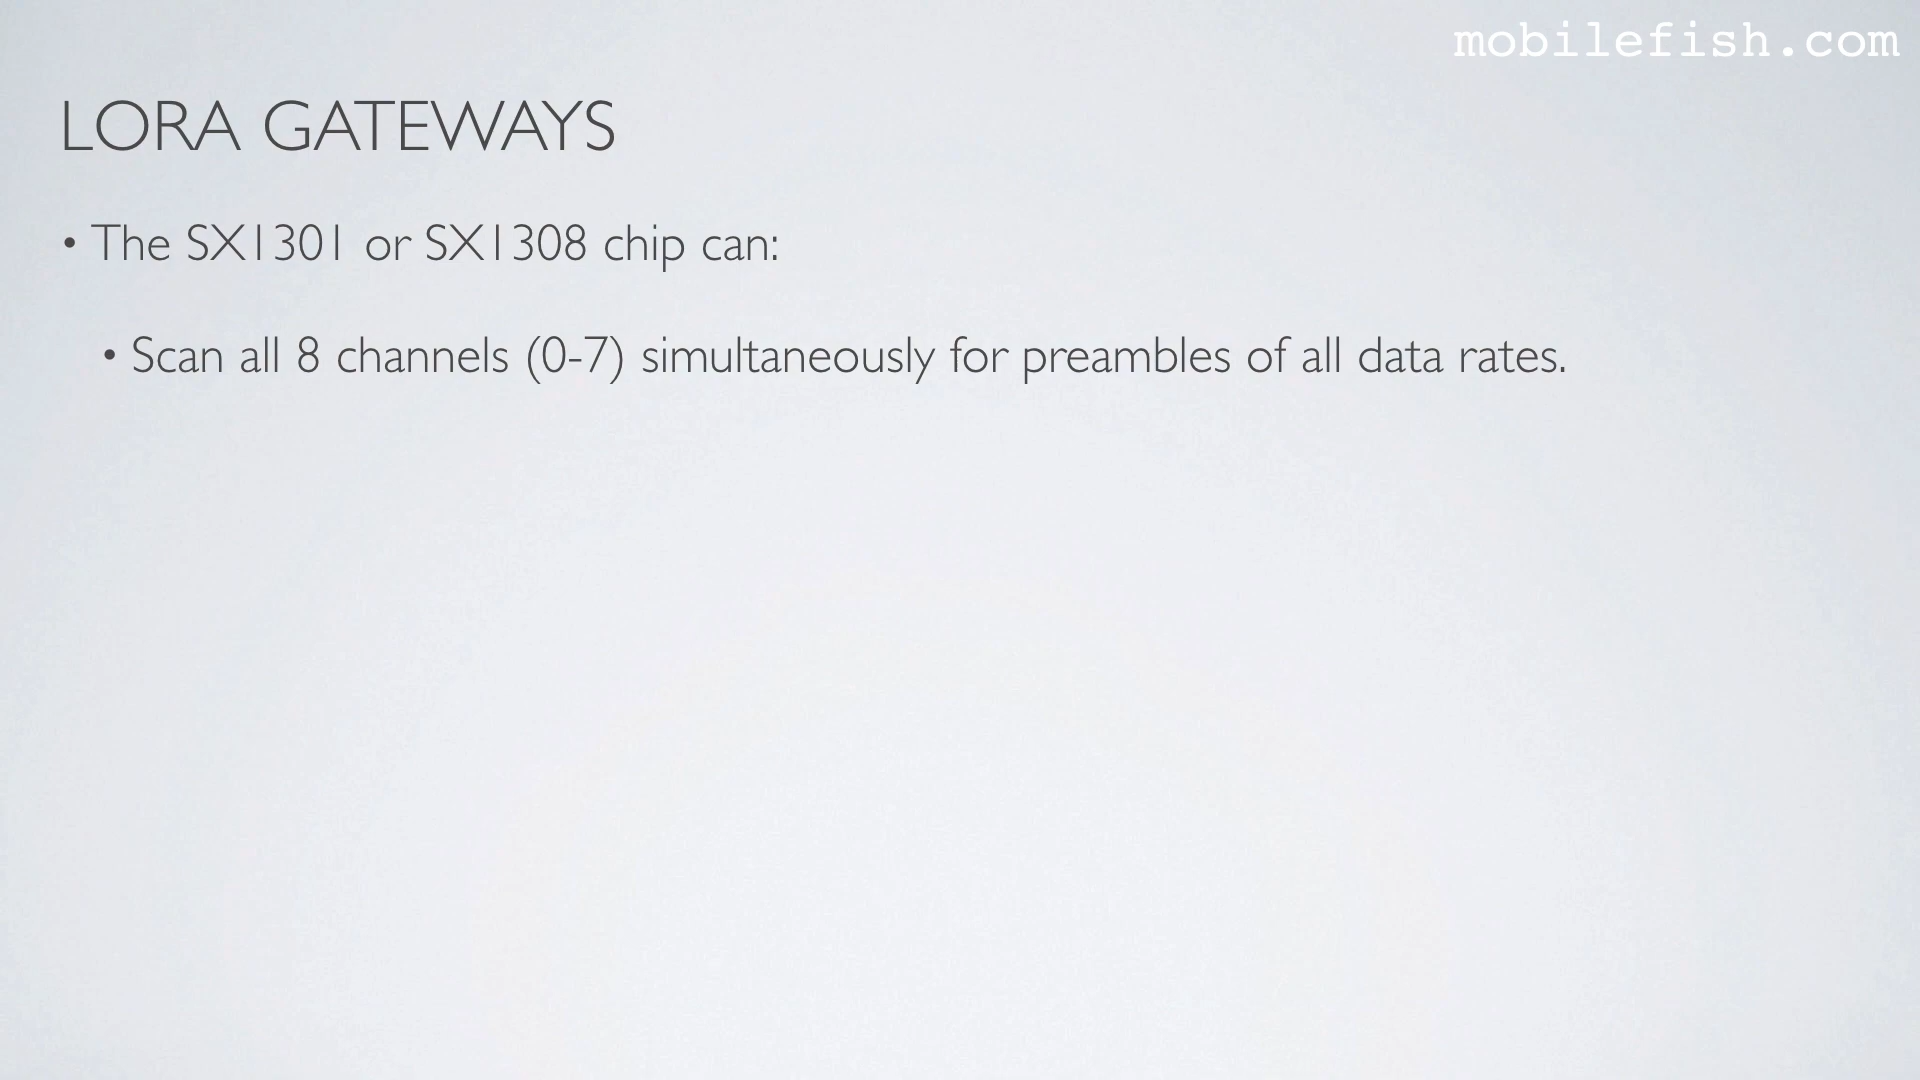 mobilefish.com
LORA GATEWAYS
• The SX1301 or SX1308 chip can:
• Scan all 8 channels (0-7) simultaneously for preambles of all data rates.